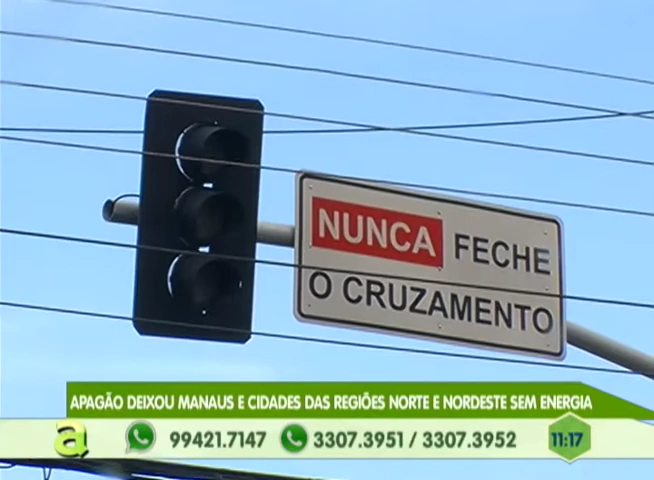 NUNCA FECHE
O CRUZAMENTO
APAGÃO DEIXOU MANAUS E CIDADES DAS REGIÕES NORTE E NORDESTE SEM ENERGIA
a 99421.7147 3307.3951 / 3307.3952 11:17